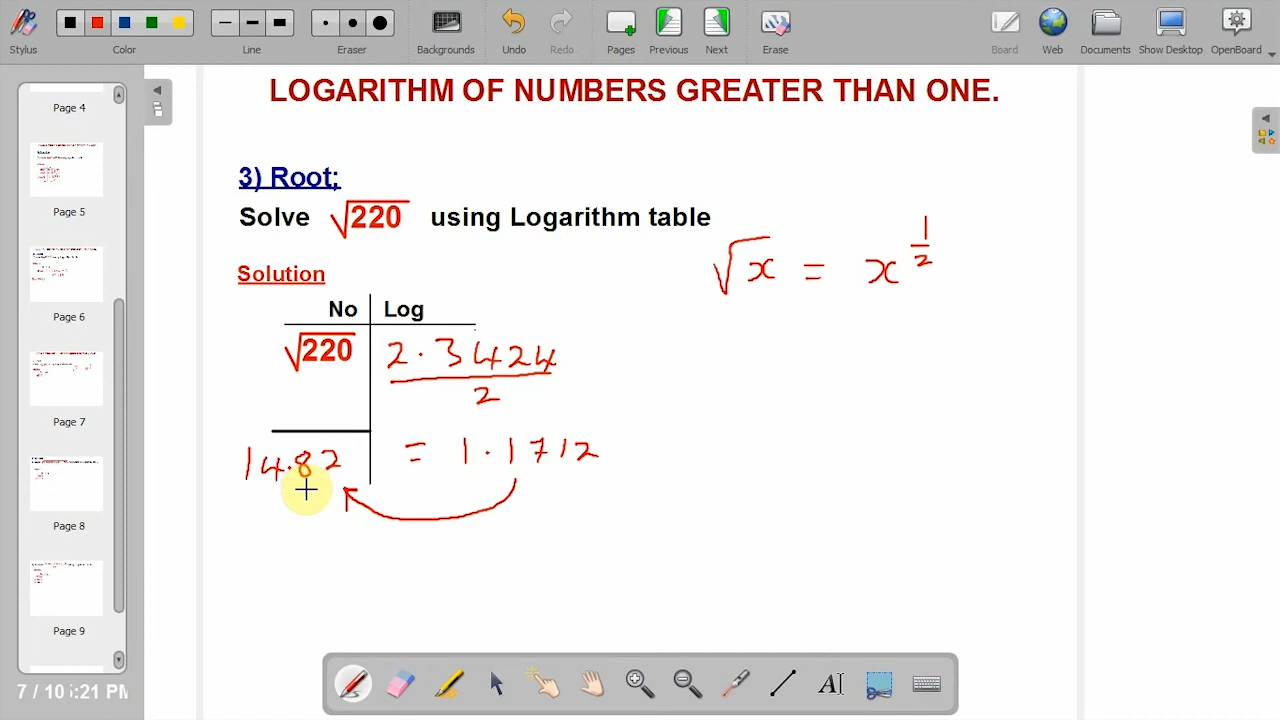 Stylus Color Line Eraser Backgrounds Undo Redo Pages Previous Next Erase Board Web Documents Show Desktop OpenBoard
Page 4
Page 5
Page 6
Page 7
Page 8
Page 9
LOGARITHM OF NUMBERS GREATER THAN ONE.
3) Root;
Solve √220 using Logarithm table
√x = x^(1/2)
Solution
No Log
√220 2.3424
2
14.82 = 1.1712
AI